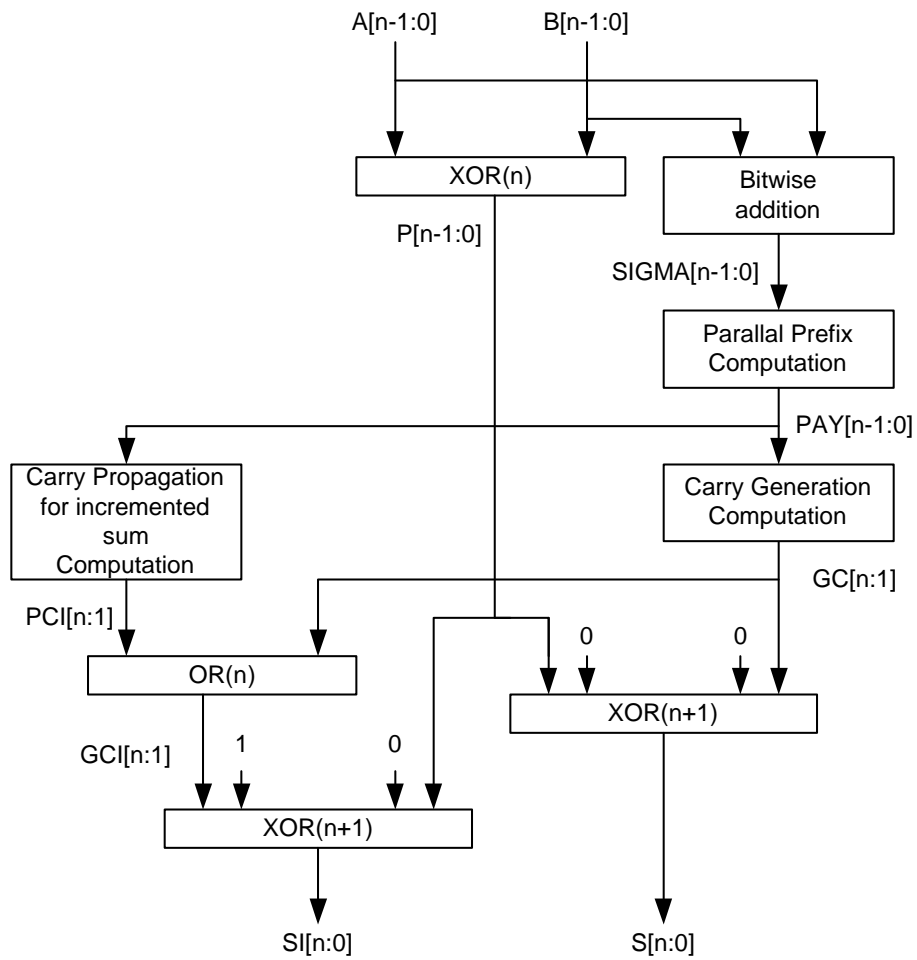 A[n-1:0]
B[n-1:0]
XOR(n)
Bitwise
addition
P[n-1:0]
SIGMA[n-1:0]
Parallal Prefix
Computation
PAY[n-1:0]
Carry Propagation
for incremented
sum
Computation
Carry Generation
Computation
GC[n:1]
PCI[n:1]
0
0
OR(n)
XOR(n+1)
GCI[n:1]
1
0
XOR(n+1)
SI[n:0]
S[n:0]